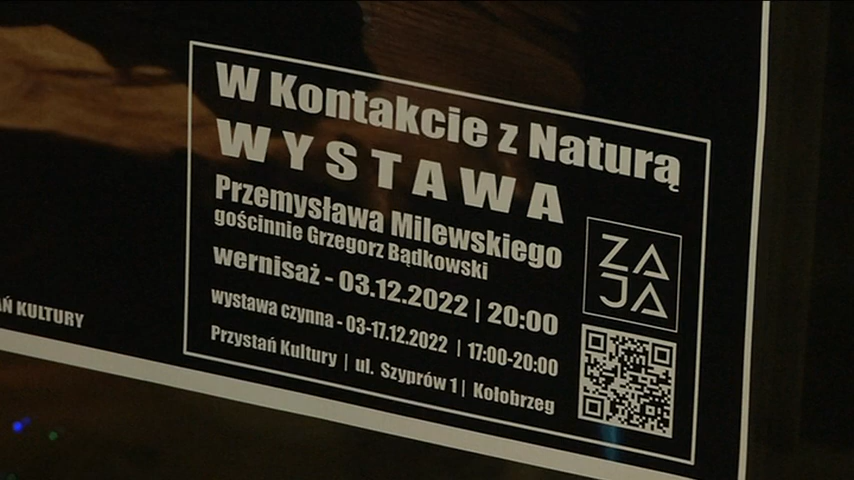 W Kontakcie z Naturą
WYSTAWA
Przemysława Milewskiego
gościnnie Grzegorz Bądkowski
wernisaż - 03.12.2022 | 20:00
wystawa czynna - 03-17.12.2022 | 17:00-20:00
Przystań Kultury | ul. Szyprów 1 | Kołobrzeg
ZA
JA
AŃ KULTURY